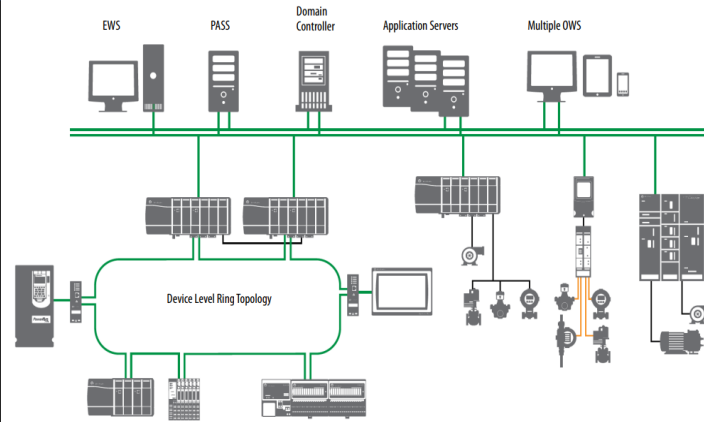 EWS
PASS
Domain
Controller
Application Servers
Multiple OWS
Device Level Ring Topology